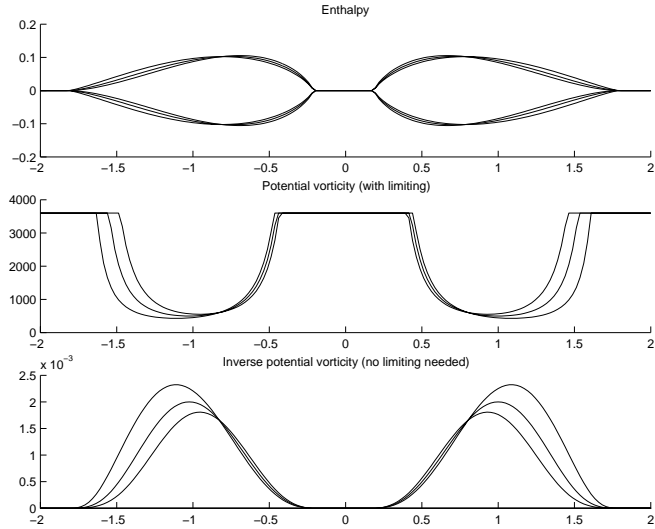 Enthalpy
0.2
0.1
0
−0.1
−0.2
−2 −1.5 −1 −0.5 0 0.5 1 1.5 2
Potential vorticity (with limiting)
4000
3000
2000
1000
0
−2 −1.5 −1 −0.5 0 0.5 1 1.5 2
x 10−3
Inverse potential vorticity (no limiting needed)
2.5
2
1.5
1
0.5
0
−2 −1.5 −1 −0.5 0 0.5 1 1.5 2